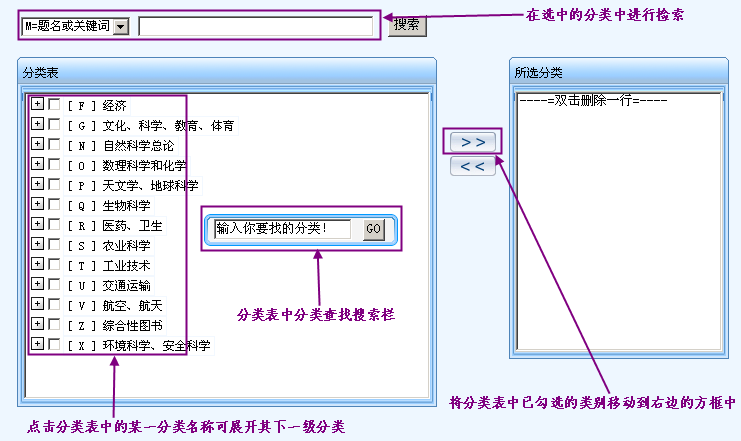 在选中的分类中进行检索
M=题名或关键词 搜索
分类表
所选分类
[ F ] 经济
[ G ] 文化、科学、教育、体育
[ N ] 自然科学总论
[ O ] 数理科学和化学
[ P ] 天文学、地球科学
[ Q ] 生物科学
[ R ] 医药、卫生
[ S ] 农业科学
[ T ] 工业技术
[ U ] 交通运输
[ V ] 航空、航天
[ Z ] 综合性图书
[ X ] 环境科学、安全科学
输入你要找的分类! GO
分类表中分类查找搜索栏
>>
<<
----=双击删除一行=----
将分类表中已勾选的类别移动到右边的方框中
点击分类表中的某一分类名称可展开其下一级分类